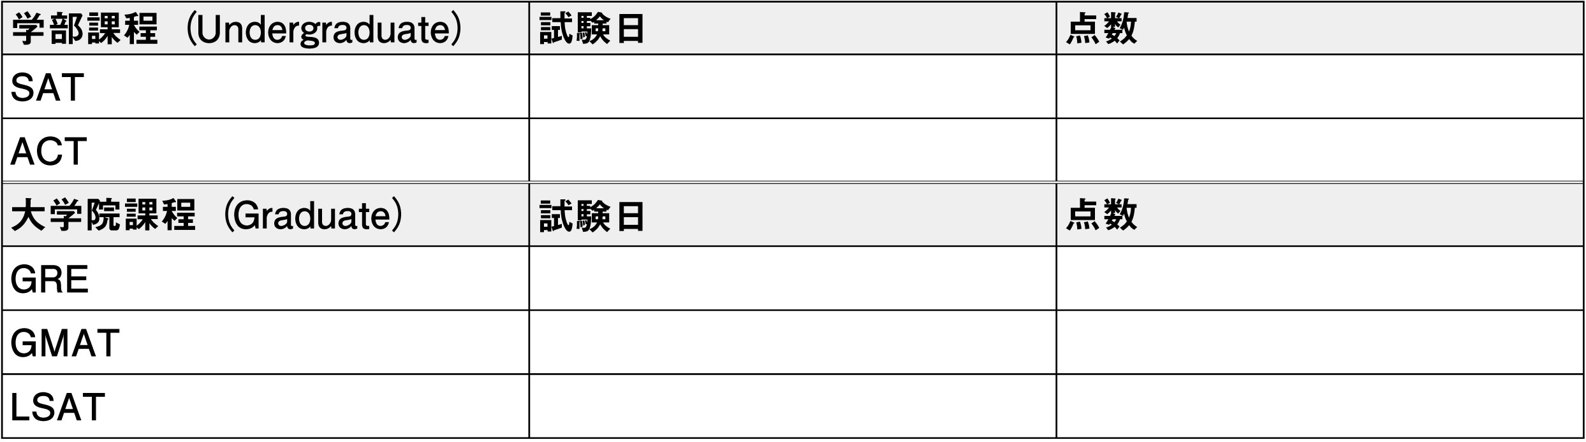 学部課程（Undergraduate） 試験日 点数
SAT
ACT
大学院課程（Graduate） 試験日 点数
GRE
GMAT
LSAT